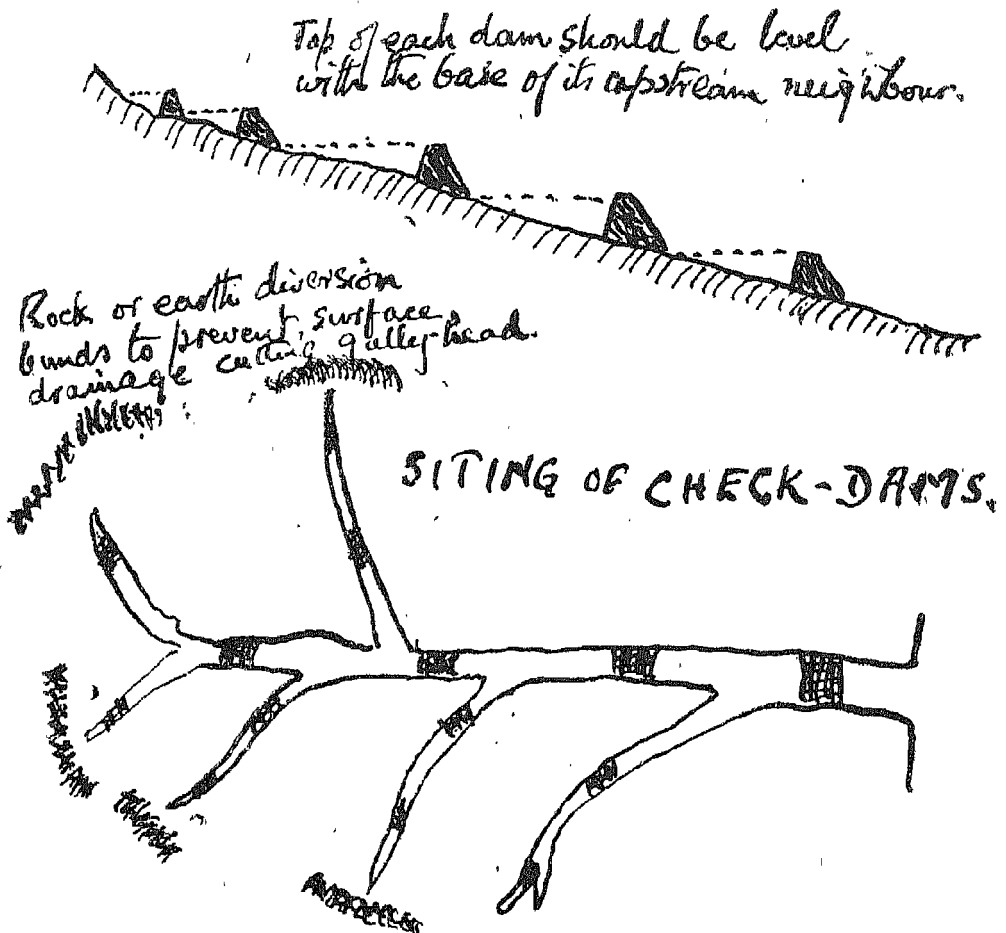 Top of each dam should be level
with the base of its upstream neighbour.
Rock or earth diversion
bunds to prevent surface
drainage cutting gulley-head.
SITING OF CHECK-DAMS.